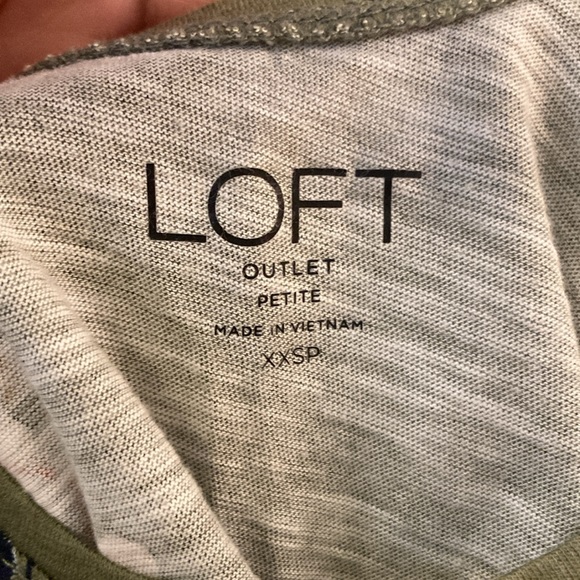 LOFT
OUTLET
PETITE
MADE IN VIETNAM
XXSP